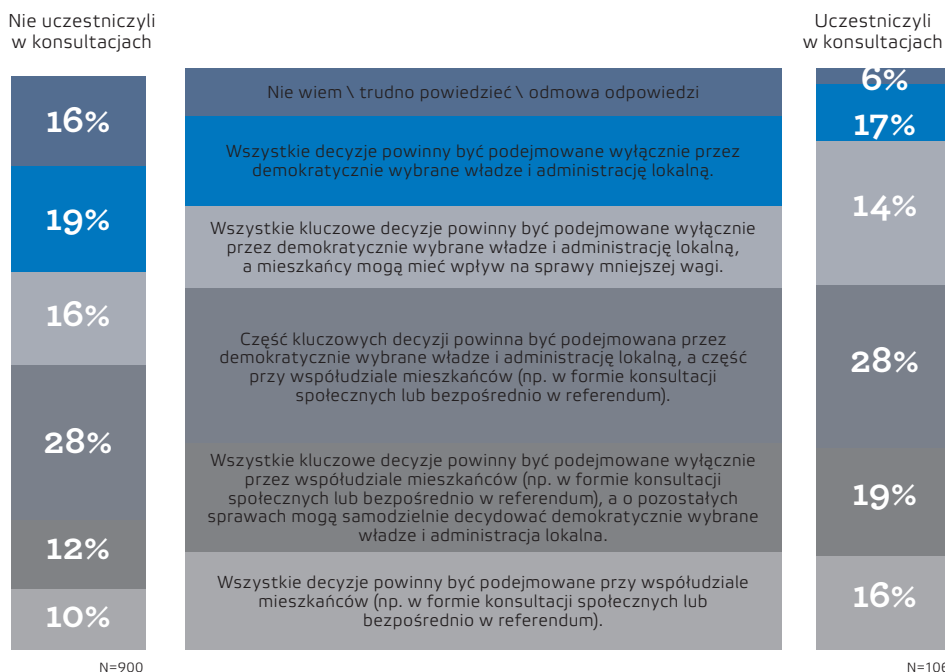 Nie uczestniczyli
w konsultacjach
16%
19%
16%
28%
12%
10%
N=900
Nie wiem \ trudno powiedzieć \ odmowa odpowiedzi
Wszystkie decyzje powinny być podejmowane wyłącznie przez
demokratycznie wybrane władze i administrację lokalną.
Wszystkie kluczowe decyzje powinny być podejmowane wyłącznie
przez demokratycznie wybrane władze i administrację lokalną,
a mieszkańcy mogą mieć wpływ na sprawy mniejszej wagi.
Część kluczowych decyzji powinna być podejmowana przez
demokratycznie wybrane władze i administrację lokalną, a część
przy współudziale mieszkańców (np. w formie konsultacji
społecznych lub bezpośrednio w referendum).
Wszystkie kluczowe decyzje powinny być podejmowane wyłącznie
przez współudziale mieszkańców (np. w formie konsultacji
społecznych lub bezpośrednio w referendum), a o pozostałych
sprawach mogą samodzielnie decydować demokratycznie wybrane
władze i administracja lokalna.
Wszystkie decyzje powinny być podejmowane przy współudziale
mieszkańców (np. w formie konsultacji społecznych lub
bezpośrednio w referendum).
Uczestniczyli
w konsultacjach
6%
17%
14%
28%
19%
16%
N=106